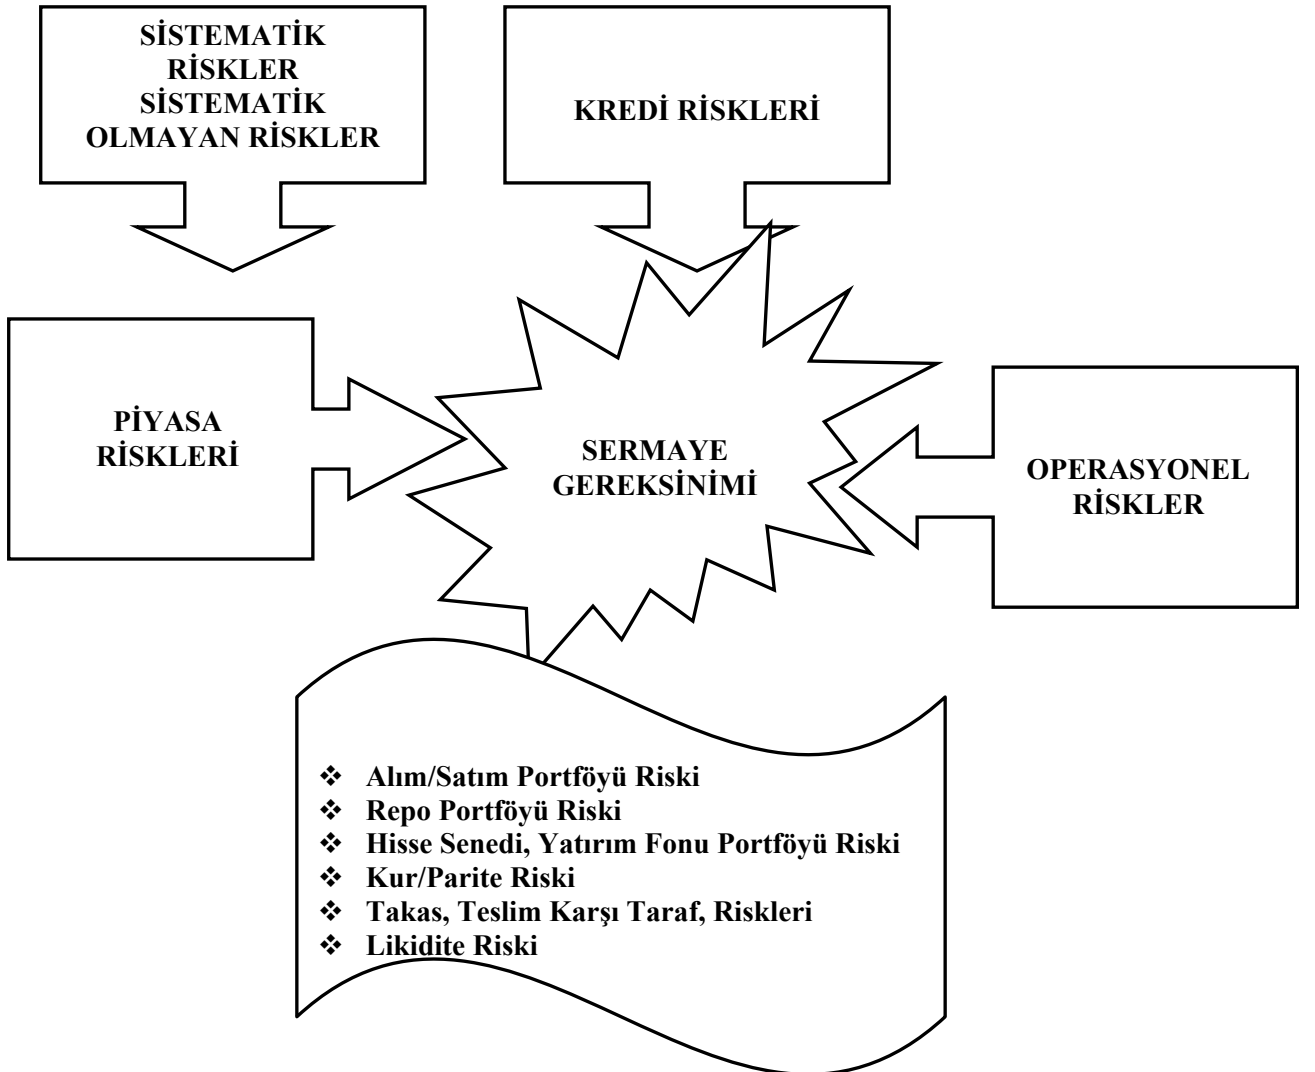 SİSTEMATİK
RİSKLER
SİSTEMATİK
OLMAYAN RİSKLER
KREDİ RİSKLERİ
PİYASA
RİSKLERİ
SERMAYE
GEREKSİNİMİ
OPERASYONEL
RİSKLER
❖ Alım/Satım Portföyü Riski
❖ Repo Portföyü Riski
❖ Hisse Senedi, Yatırım Fonu Portföyü Riski
❖ Kur/Parite Riski
❖ Takas, Teslim Karşı Taraf, Riskleri
❖ Likidite Riski